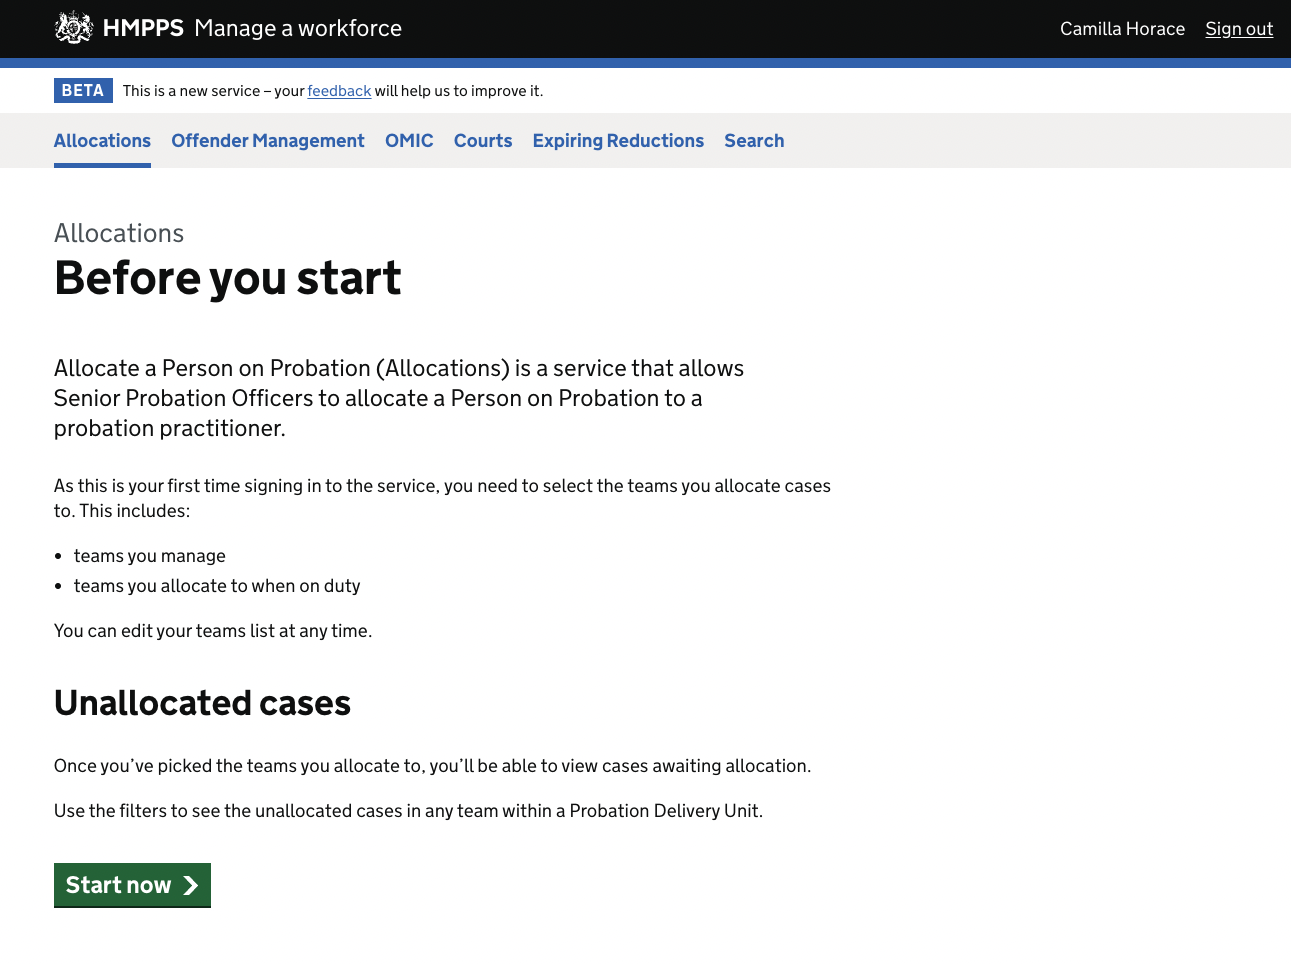 HMPPS Manage a workforce
Camilla Horace Sign out
BETA This is a new service – your feedback will help us to improve it.
Allocations Offender Management OMIC Courts Expiring Reductions Search
Allocations
Before you start
Allocate a Person on Probation (Allocations) is a service that allows
Senior Probation Officers to allocate a Person on Probation to a
probation practitioner.
As this is your first time signing in to the service, you need to select the teams you allocate cases
to. This includes:
• teams you manage
• teams you allocate to when on duty
You can edit your teams list at any time.
Unallocated cases
Once you’ve picked the teams you allocate to, you’ll be able to view cases awaiting allocation.
Use the filters to see the unallocated cases in any team within a Probation Delivery Unit.
Start now